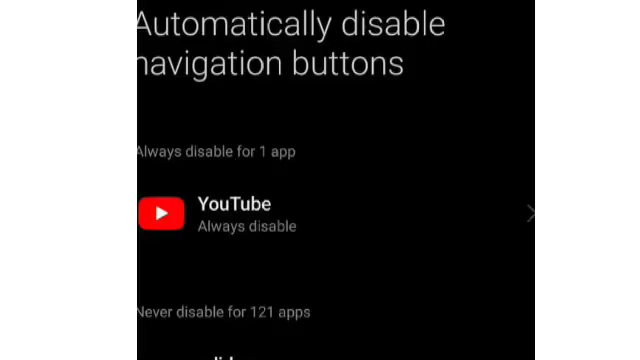 Automatically disable
navigation buttons
Always disable for 1 app
YouTube
Always disable
Never disable for 121 apps